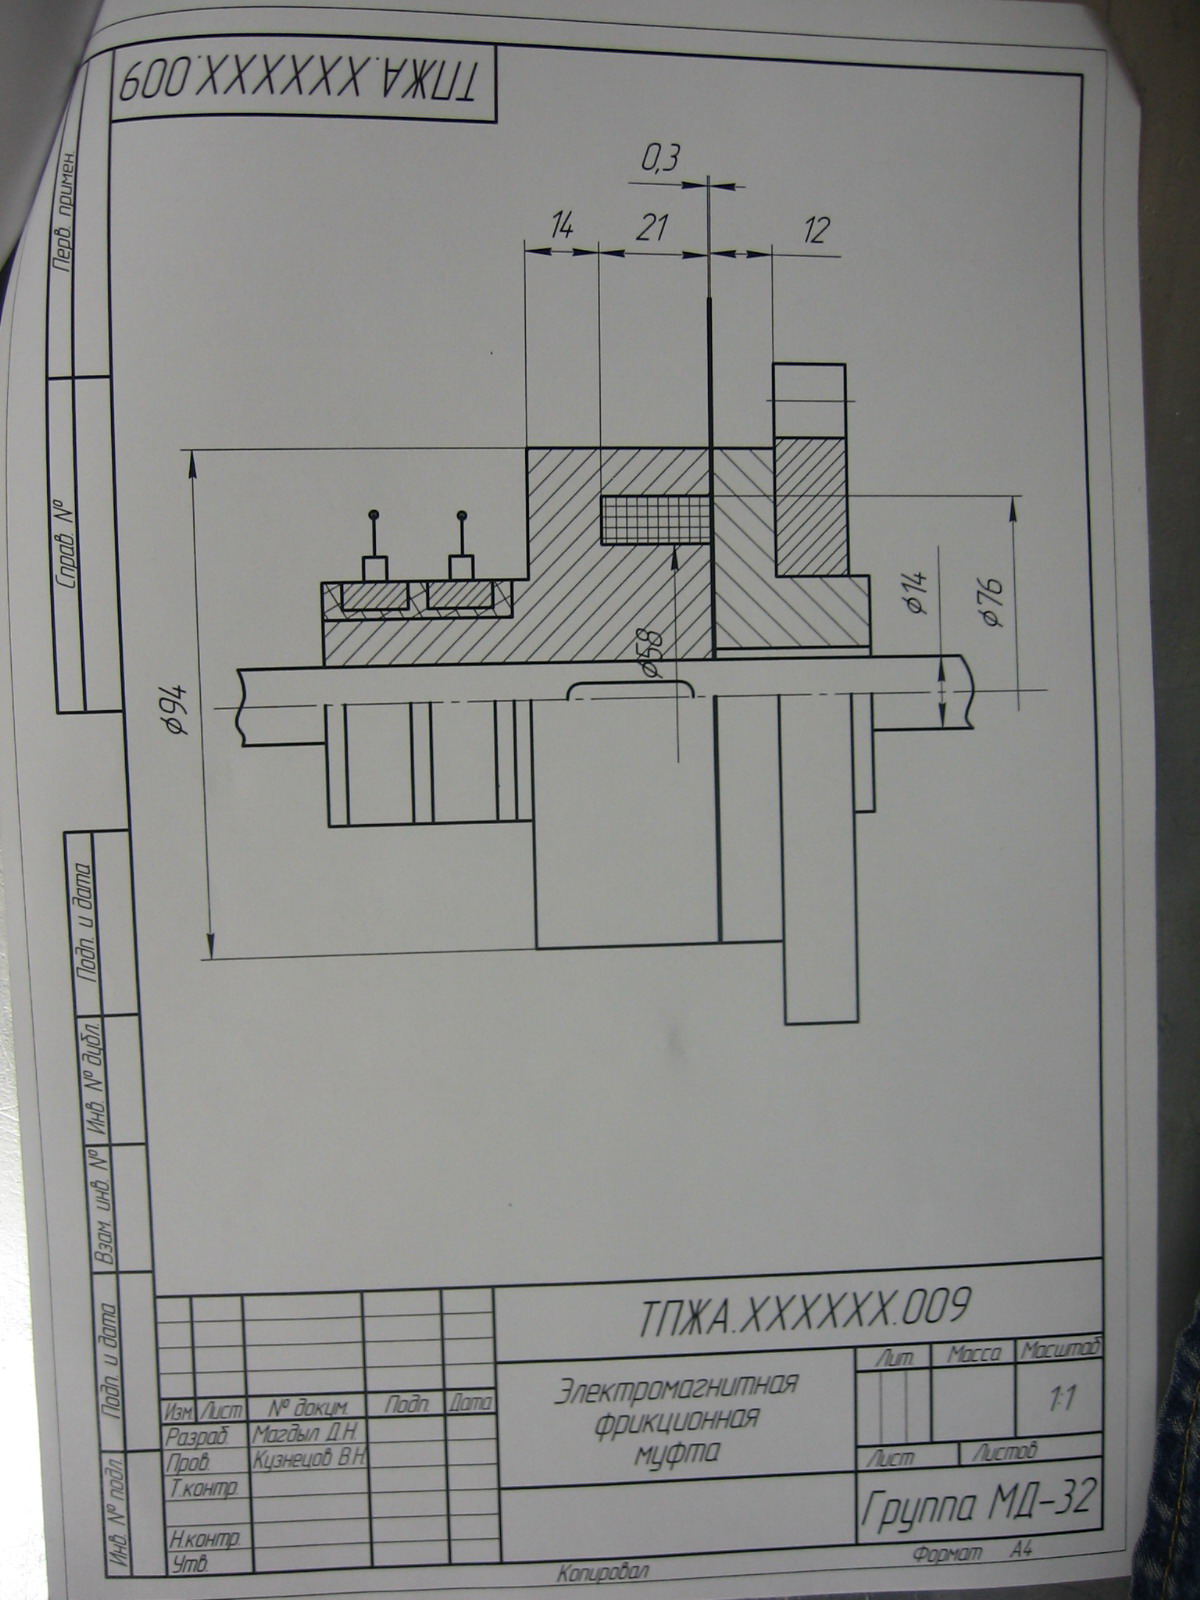 ТПЖА.XXXXXX.009
Перв. примен.
Справ. №
Подп. и дата
Инв. № дубл.
Взам. инв. №
Подп. и дата
Инв. № подл.
0,3
14
21
12
⌀94
⌀58
⌀14
⌀76
ТПЖА.XXXXXX.009
Электромагнитная
фрикционная
муфта
Лит.
Масса
Масштаб
1:1
Лист
Листов
Группа МД-32
Изм.
Лист
№ докум.
Подп.
Дата
Разраб.
Магдыл Д.Н.
Пров.
Кузнецов В.Н.
Т.контр.
Н.контр.
Утв.
Копировал
Формат А4